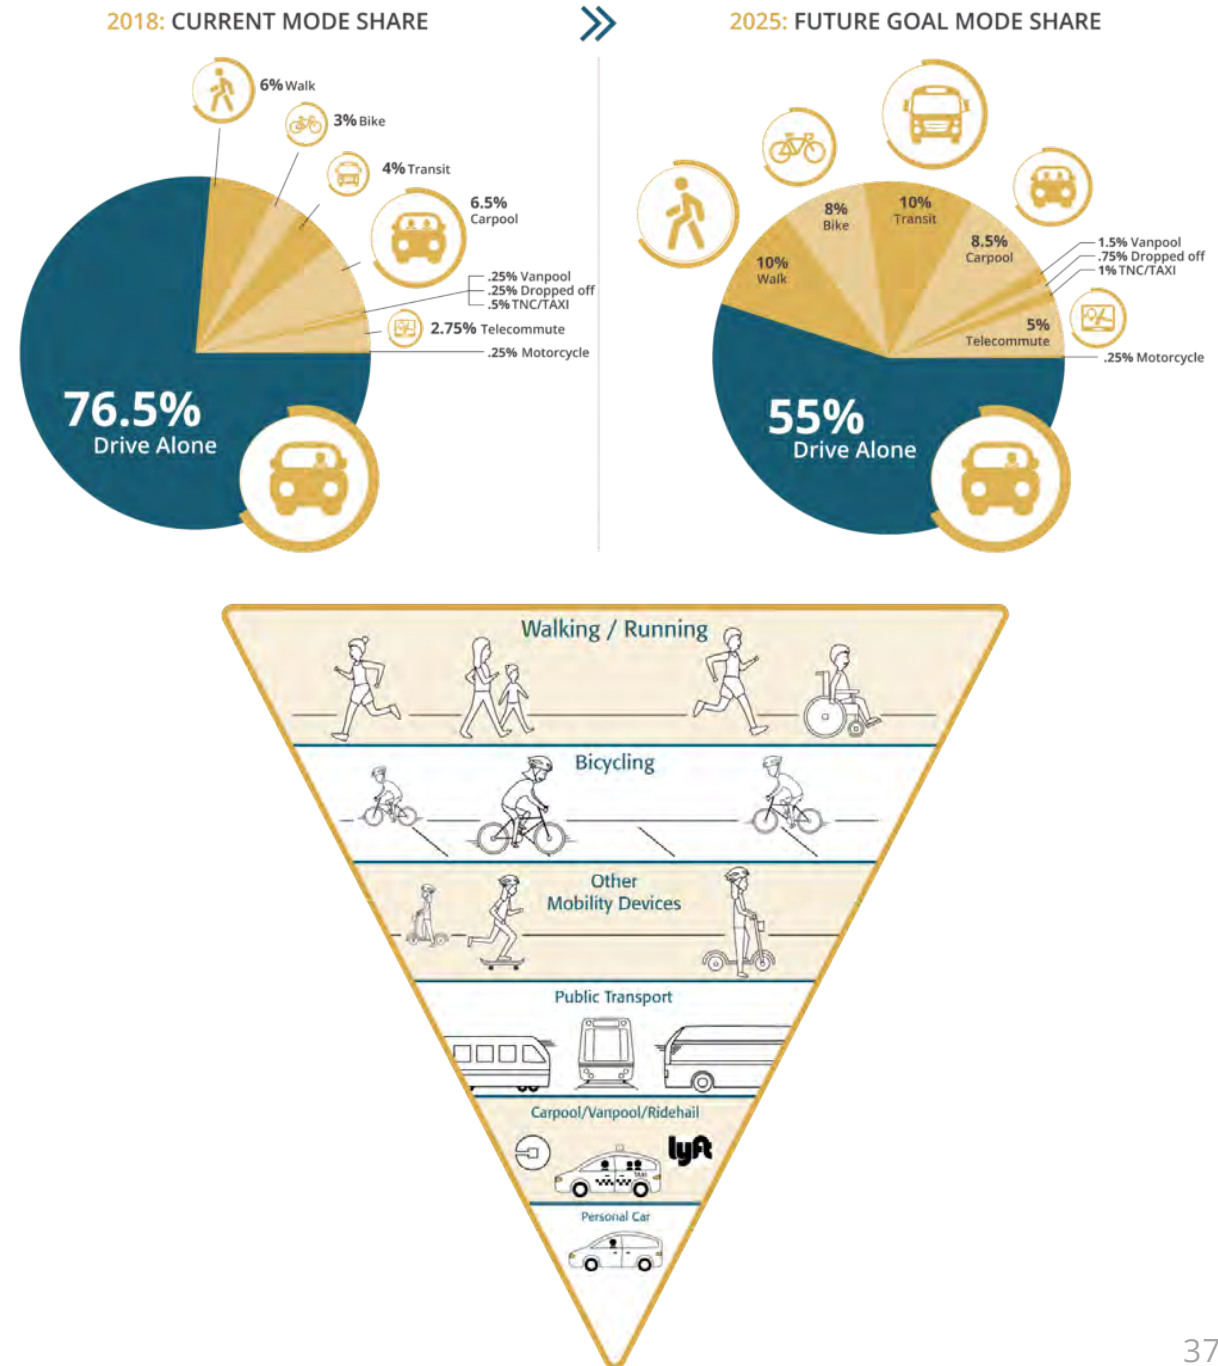 2018: CURRENT MODE SHARE
6% Walk
3% Bike
4% Transit
6.5%
Carpool
.25% Vanpool
.25% Dropped off
.5% TNC/TAXI
2.75% Telecommute
.25% Motorcycle
76.5%
Drive Alone
2025: FUTURE GOAL MODE SHARE
10%
Walk
8%
Bike
10%
Transit
8.5%
Carpool
1.5% Vanpool
.75% Dropped off
1% TNC/TAXI
5%
Telecommute
.25% Motorcycle
55%
Drive Alone
Walking / Running
Bicycling
Other
Mobility Devices
Public Transport
Carpool/Vanpool/Ridehail
lyft
TAXI
Personal Car
37